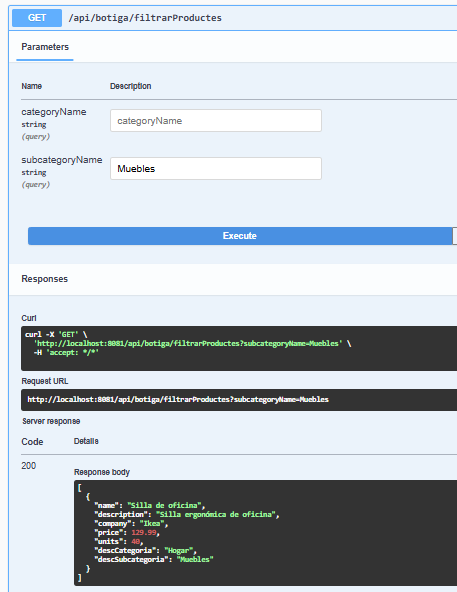 GET /api/botiga/filtrarProductes
Parameters
Name Description
categoryName
string
(query)
categoryName
subcategoryName
string
(query)
Muebles
Execute
Responses
Curl
curl -X 'GET' \
'http://localhost:8081/api/botiga/filtrarProductes?subcategoryName=Muebles' \
-H 'accept: */*'
Request URL
http://localhost:8081/api/botiga/filtrarProductes?subcategoryName=Muebles
Server response
Code Details
200
Response body
[
{
"name": "Silla de oficina",
"description": "Silla ergonómica de oficina",
"company": "Ikea",
"price": 129.99,
"units": 40,
"descCategoria": "Hogar",
"descSubcategoria": "Muebles"
}
]